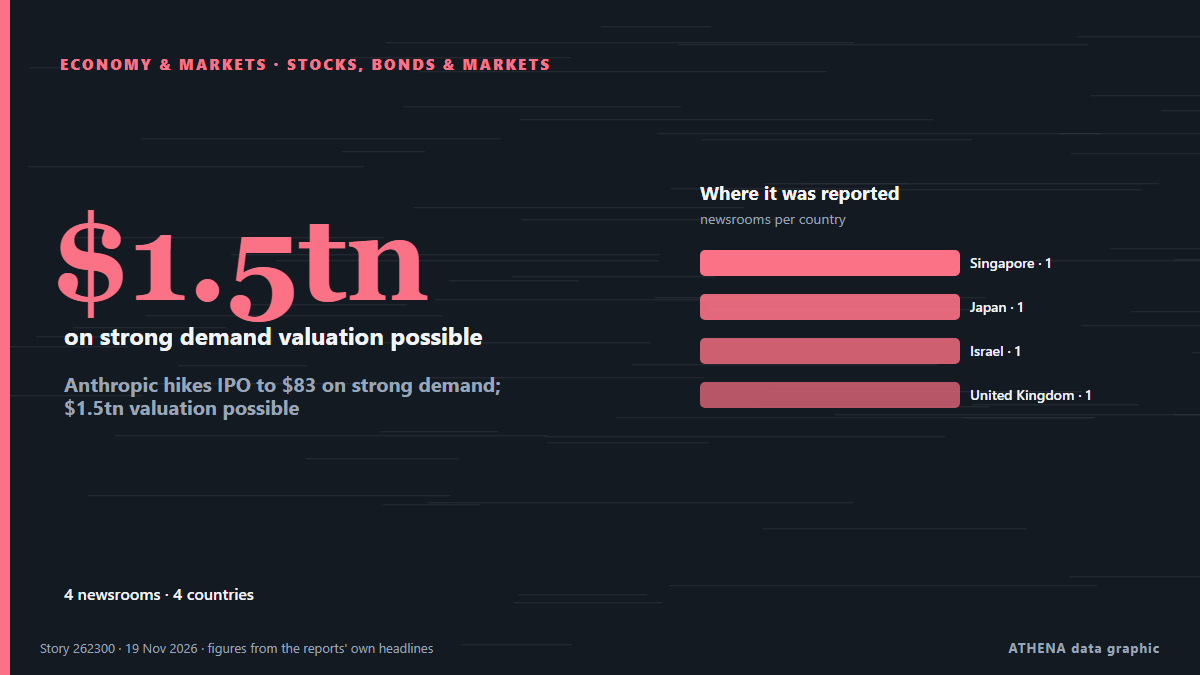 ECONOMY & MARKETS · STOCKS, BONDS & MARKETS
$1.5tn
on strong demand valuation possible
Anthropic hikes IPO to $83 on strong demand;
$1.5tn valuation possible
Where it was reported
newsrooms per country
Singapore · 1
Japan · 1
Israel · 1
United Kingdom · 1
4 newsrooms · 4 countries
Story 262300 · 19 Nov 2026 · figures from the reports' own headlines
ATHENA data graphic